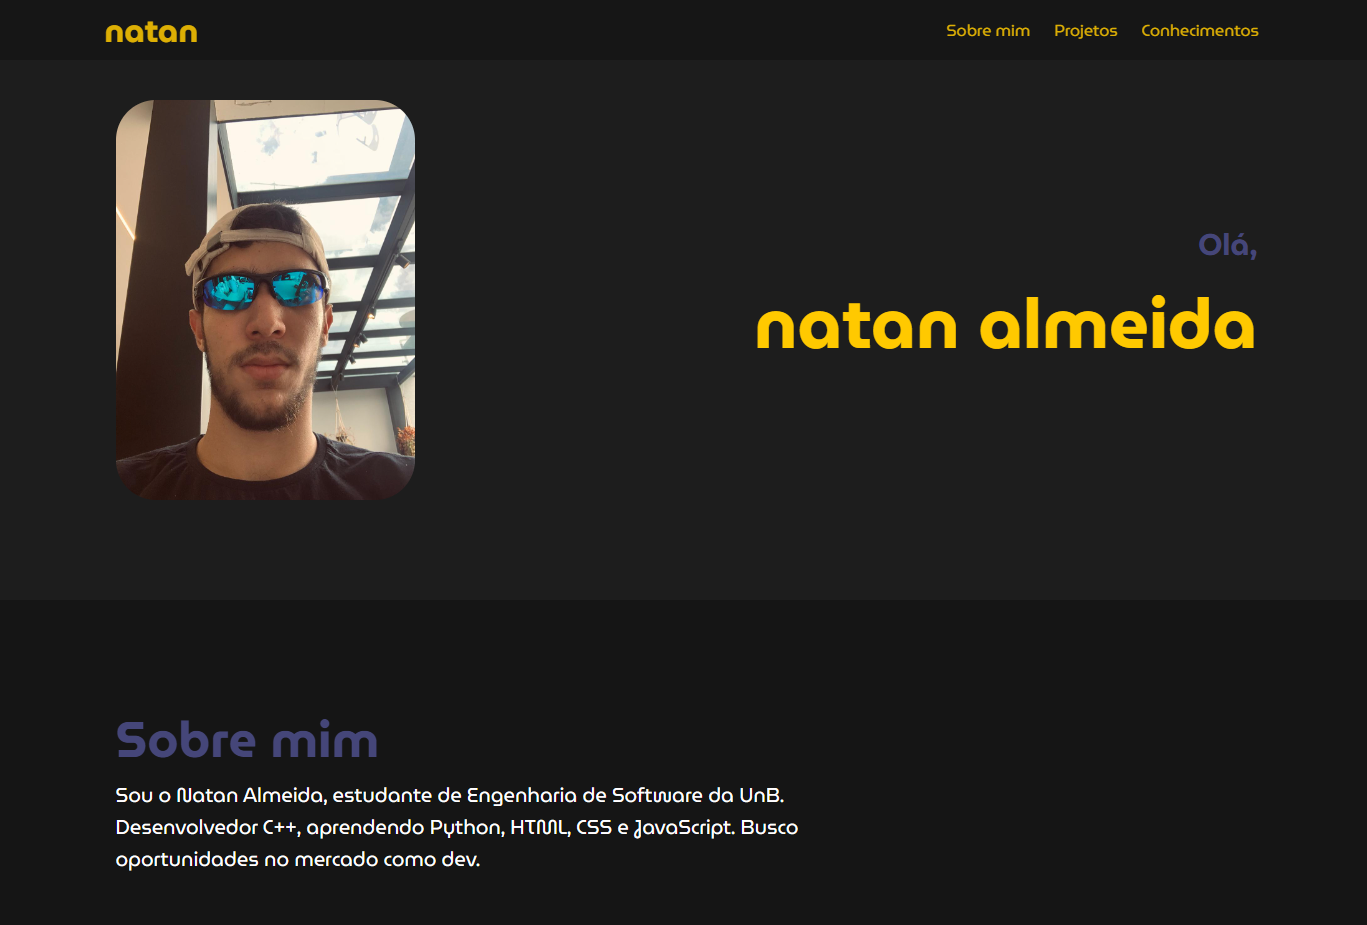 natan
Sobre mim Projetos Conhecimentos
Olá,
natan almeida
Sobre mim
Sou o Natan Almeida, estudante de Engenharia de Software da UnB.
Desenvolvedor C++, aprendendo Python, HTML, CSS e JavaScript. Busco
oportunidades no mercado como dev.